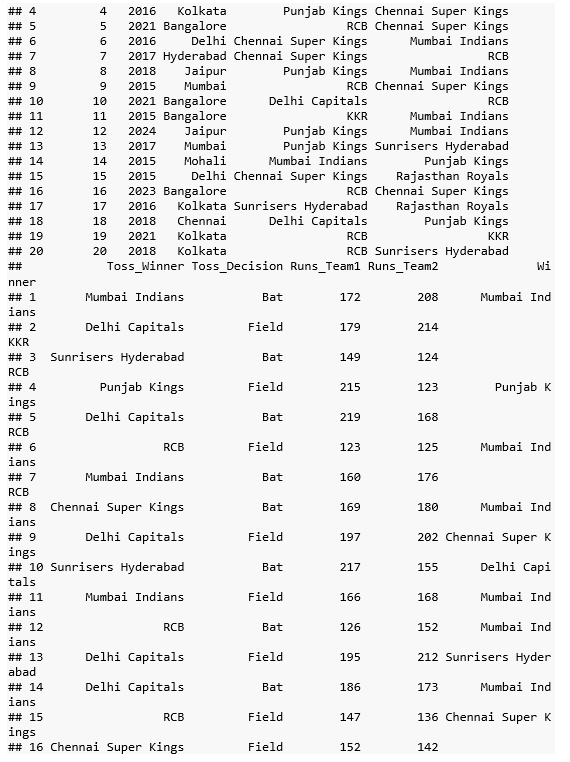 ## 4         4   2016   Kolkata        Punjab Kings Chennai Super Kings
## 5         5   2021 Bangalore                 RCB Chennai Super Kings
## 6         6   2016     Delhi Chennai Super Kings      Mumbai Indians
## 7         7   2017 Hyderabad Chennai Super Kings                 RCB
## 8         8   2018    Jaipur        Punjab Kings      Mumbai Indians
## 9         9   2015    Mumbai                 RCB Chennai Super Kings
## 10       10   2021 Bangalore      Delhi Capitals                 RCB
## 11       11   2015 Bangalore                 KKR      Mumbai Indians
## 12       12   2024    Jaipur        Punjab Kings      Mumbai Indians
## 13       13   2017    Mumbai        Punjab Kings Sunrisers Hyderabad
## 14       14   2015    Mohali      Mumbai Indians        Punjab Kings
## 15       15   2015     Delhi Chennai Super Kings    Rajasthan Royals
## 16       16   2023 Bangalore                 RCB Chennai Super Kings
## 17       17   2016   Kolkata Sunrisers Hyderabad    Rajasthan Royals
## 18       18   2018   Chennai      Delhi Capitals        Punjab Kings
## 19       19   2021   Kolkata                 RCB                 KKR
## 20       20   2018   Kolkata                 RCB Sunrisers Hyderabad
##             Toss_Winner Toss_Decision Runs_Team1 Runs_Team2              Wi
nner
## 1       Mumbai Indians           Bat        172        208      Mumbai Ind
ians
## 2       Delhi Capitals         Field        179        214
KKR
## 3  Sunrisers Hyderabad           Bat        149        124
RCB
## 4         Punjab Kings         Field        215        123        Punjab K
ings
## 5       Delhi Capitals           Bat        219        168
RCB
## 6                  RCB         Field        123        125      Mumbai Ind
ians
## 7       Mumbai Indians           Bat        160        176
RCB
## 8  Chennai Super Kings           Bat        169        180      Mumbai Ind
ians
## 9       Delhi Capitals         Field        197        202 Chennai Super K
ings
## 10 Sunrisers Hyderabad           Bat        217        155      Delhi Capi
tals
## 11      Mumbai Indians         Field        166        168      Mumbai Ind
ians
## 12                 RCB           Bat        126        152      Mumbai Ind
ians
## 13      Delhi Capitals         Field        195        212 Sunrisers Hyder
abad
## 14      Delhi Capitals           Bat        186        173      Mumbai Ind
ians
## 15                 RCB         Field        147        136 Chennai Super K
ings
## 16 Chennai Super Kings         Field        152        142